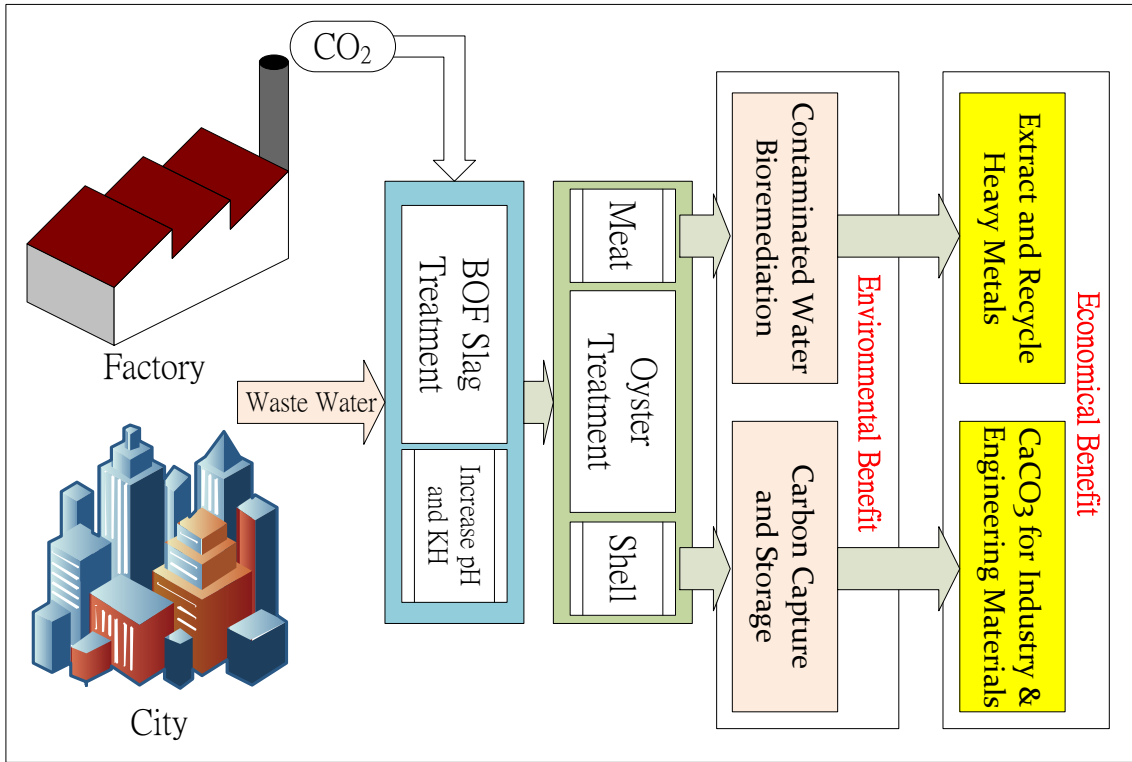 CO₂
Factory
Waste Water
City
BOF Slag
Treatment
Increase pH
and KH
Meat
Oyster
Treatment
Shell
Contaminated Water
Bioremediation
Carbon Capture
and Storage
Environmental Benefit
Extract and Recycle
Heavy Metals
CaCO₃ for Industry &
Engineering Materials
Economical Benefit